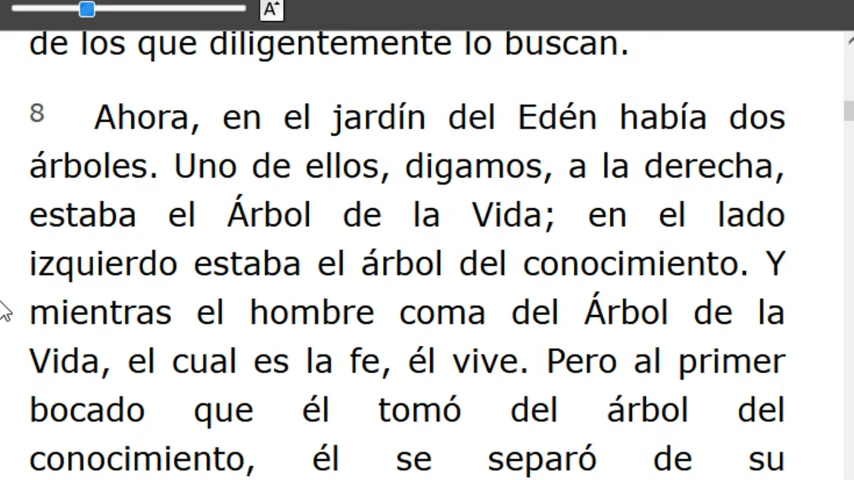 A
de los que diligentemente lo buscan.
8 Ahora, en el jardín del Edén había dos
árboles. Uno de ellos, digamos, a la derecha,
estaba el Árbol de la Vida; en el lado
izquierdo estaba el árbol del conocimiento. Y
mientras el hombre coma del Árbol de la
Vida, el cual es la fe, él vive. Pero al primer
bocado que él tomó del árbol del
conocimiento, él se separó de su